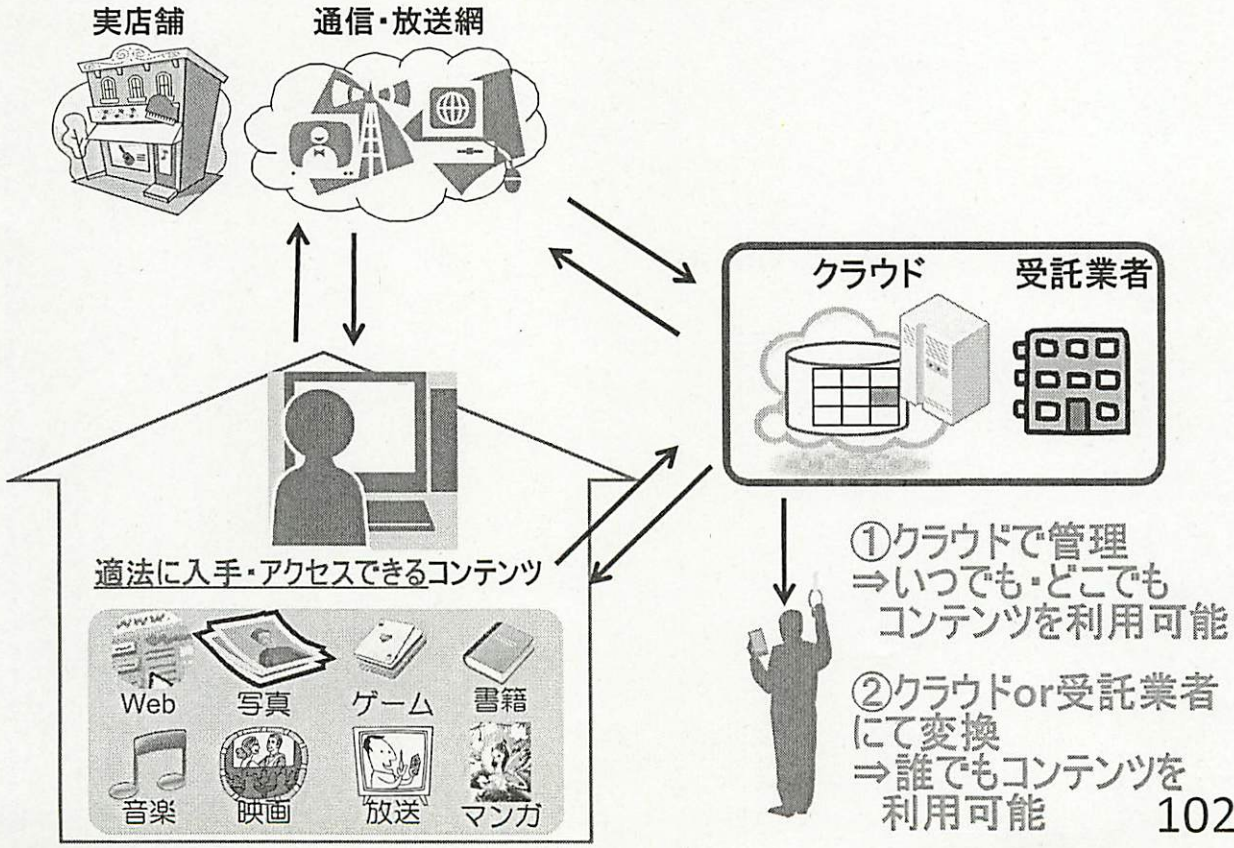 実店舗
通信・放送網
クラウド
受託業者
適法に入手・アクセスできるコンテンツ
Web
写真
ゲーム
書籍
音楽
映画
放送
マンガ
①クラウドで管理
⇒いつでも・どこでも
コンテンツを利用可能
②クラウドor受託業者
にて変換
⇒誰でもコンテンツを
利用可能
102